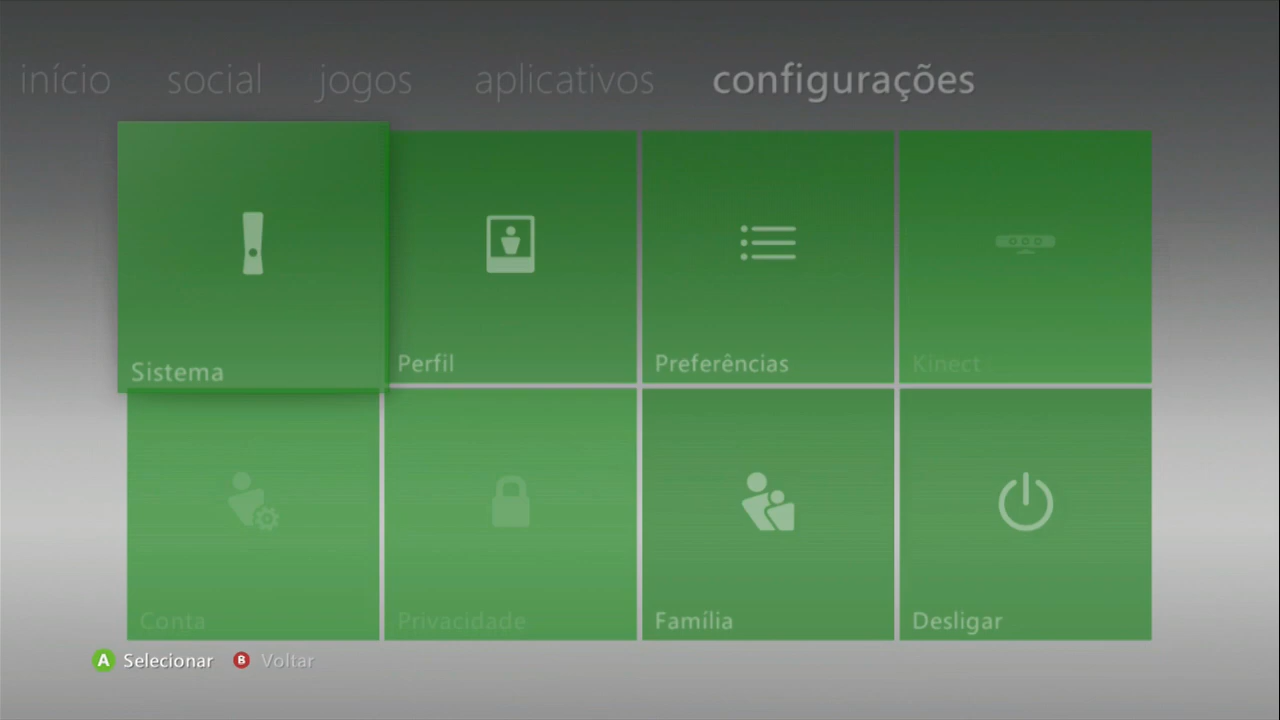 início social jogos aplicativos configurações
Sistema Perfil Preferências Kinect
Conta Privacidade Família Desligar
A Selecionar B Voltar